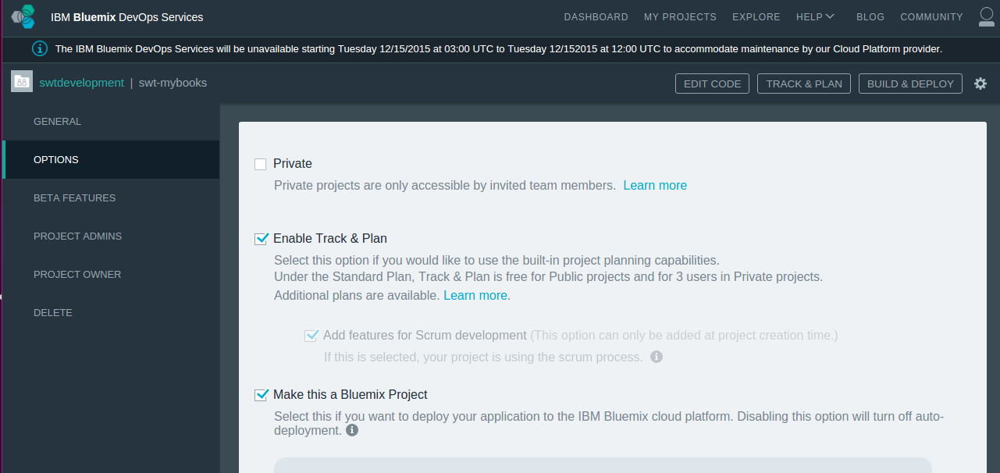 IBM Bluemix DevOps Services
DASHBOARD MY PROJECTS EXPLORE HELP BLOG COMMUNITY
The IBM Bluemix DevOps Services will be unavailable starting Tuesday 12/15/2015 at 03:00 UTC to Tuesday 12/152015 at 12:00 UTC to accommodate maintenance by our Cloud Platform provider.
swtdevelopment | swt-mybooks
EDIT CODE TRACK & PLAN BUILD & DEPLOY
GENERAL
OPTIONS
BETA FEATURES
PROJECT ADMINS
PROJECT OWNER
DELETE
Private
Private projects are only accessible by invited team members. Learn more
Enable Track & Plan
Select this option if you would like to use the built-in project planning capabilities.
Under the Standard Plan, Track & Plan is free for Public projects and for 3 users in Private projects.
Additional plans are available. Learn more.
Add features for Scrum development (This option can only be added at project creation time.)
If this is selected, your project is using the scrum process.
Make this a Bluemix Project
Select this if you want to deploy your application to the IBM Bluemix cloud platform. Disabling this option will turn off auto-
deployment.